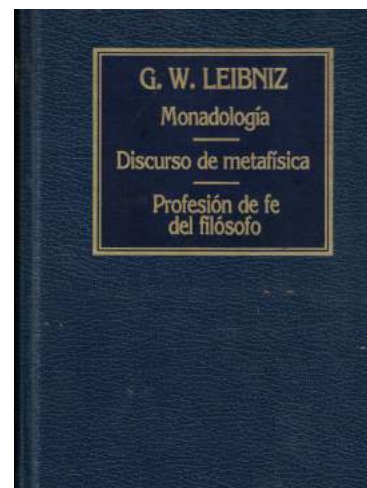 G. W. LEIBNIZ
Monadología
Discurso de metafísica
Profesión de fe
del filósofo